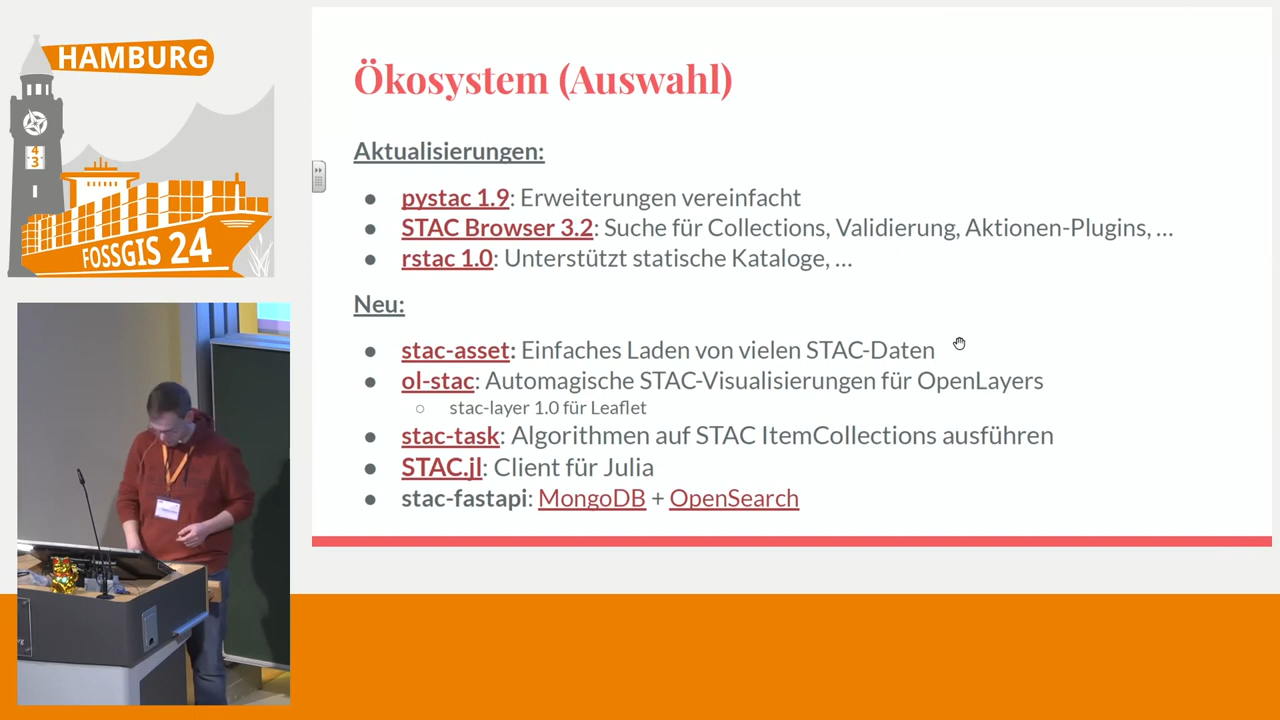 HAMBURG
4
3
FOSSGIS 24
Ökosystem (Auswahl)
Aktualisierungen:
● pystac 1.9: Erweiterungen vereinfacht
● STAC Browser 3.2: Suche für Collections, Validierung, Aktionen-Plugins, …
● rstac 1.0: Unterstützt statische Kataloge, …
Neu:
● stac-asset: Einfaches Laden von vielen STAC-Daten
● ol-stac: Automagische STAC-Visualisierungen für OpenLayers
○ stac-layer 1.0 für Leaflet
● stac-task: Algorithmen auf STAC ItemCollections ausführen
● STAC.jl: Client für Julia
● stac-fastapi: MongoDB + OpenSearch